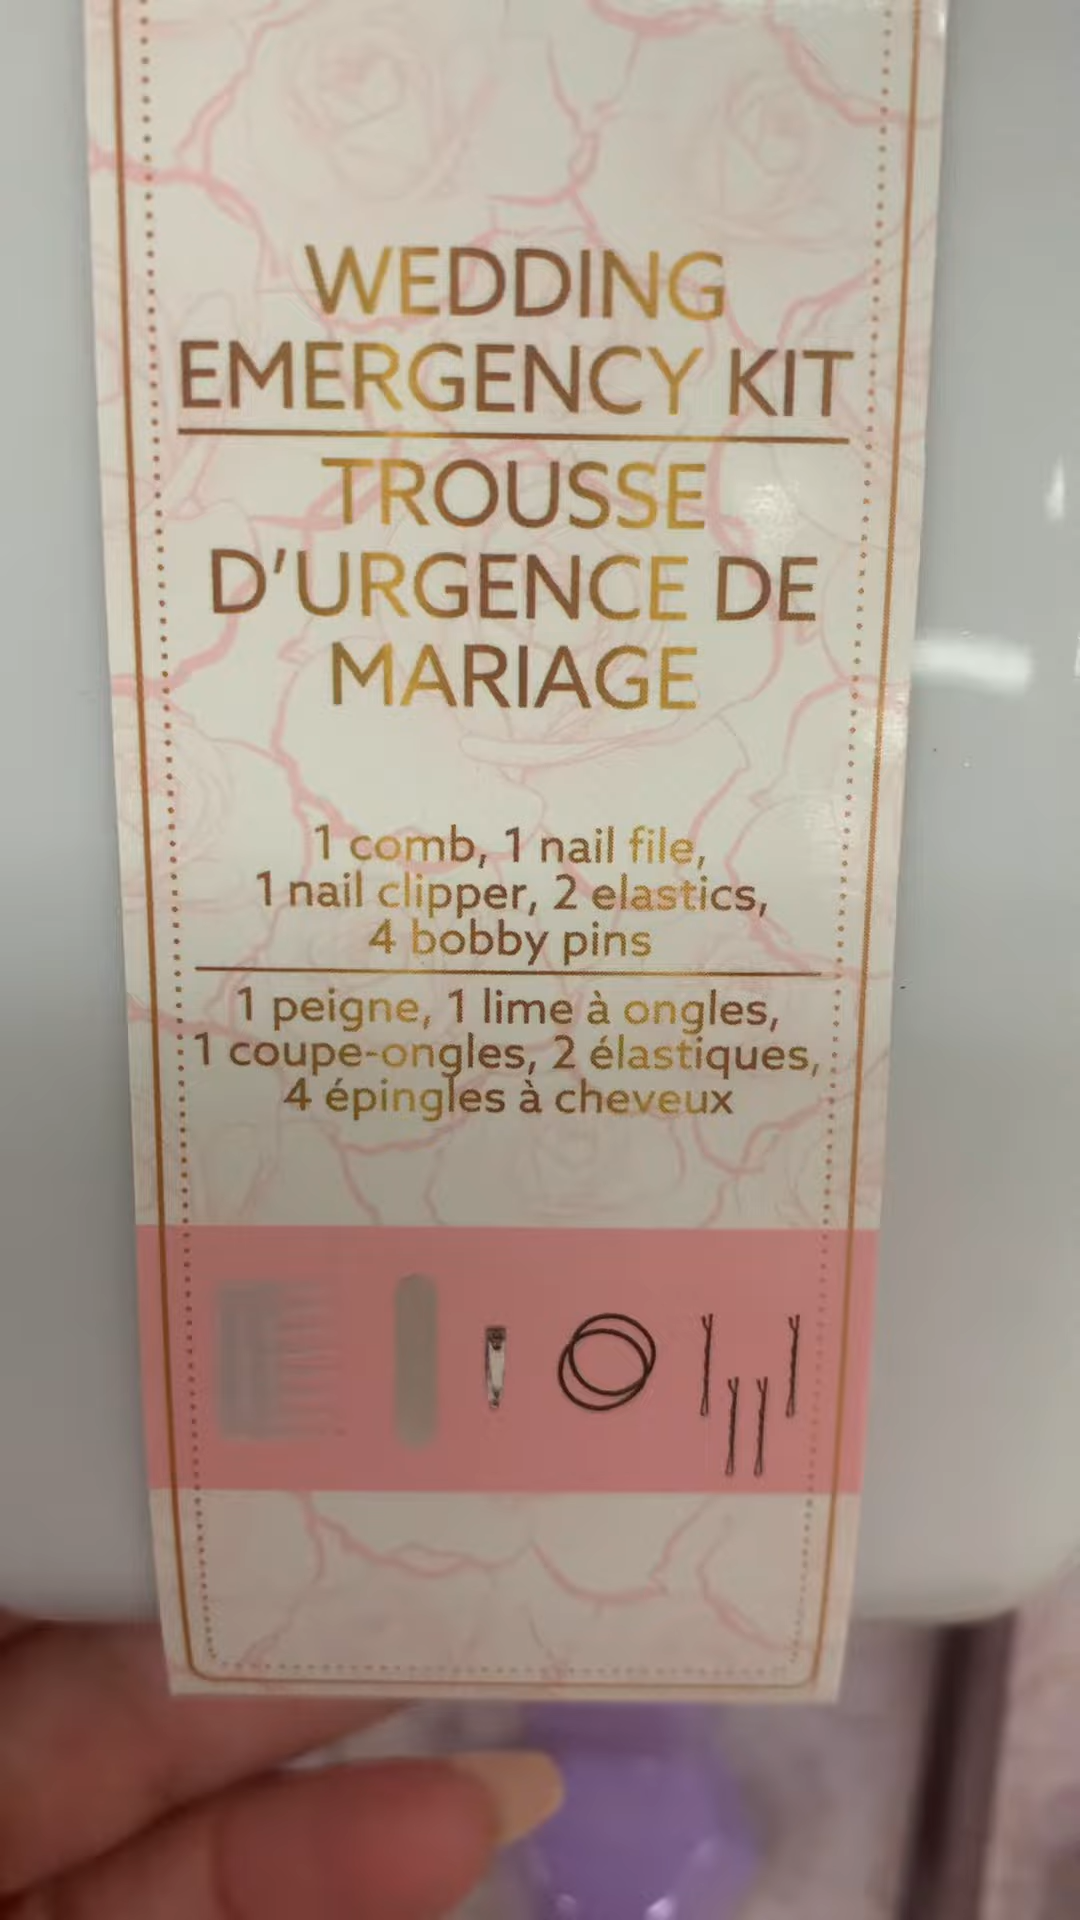 WEDDING
EMERGENCY KIT
TROUSSE
D'URGENCE DE
MARIAGE
1 comb, 1 nail file,
1 nail clipper, 2 elastics,
4 bobby pins
1 peigne, 1 lime à ongles,
1 coupe-ongles, 2 élastiques,
4 épingles à cheveux